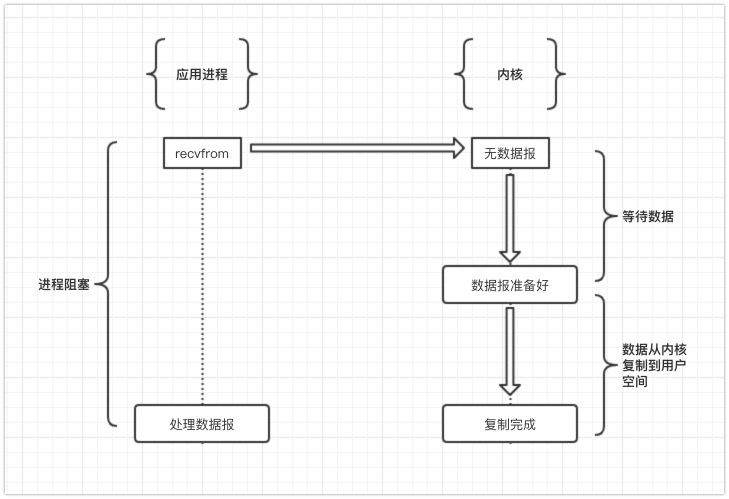 应用进程
内核
recvfrom
无数据报
等待数据
进程阻塞
数据报准备好
数据从内核
复制到用户
空间
处理数据报
复制完成